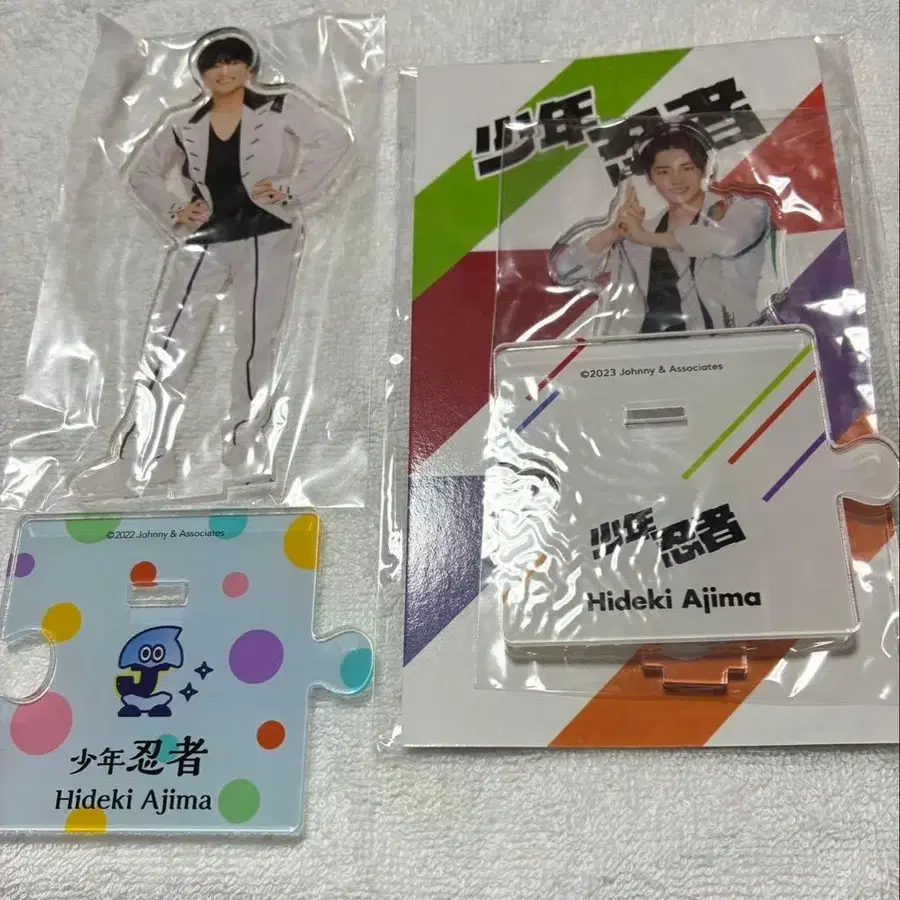 少年忍者
©2023 Johnny & Associates
少年忍者
Hideki Ajima
©2022 Johnny & Associates
少年忍者
Hideki Ajima